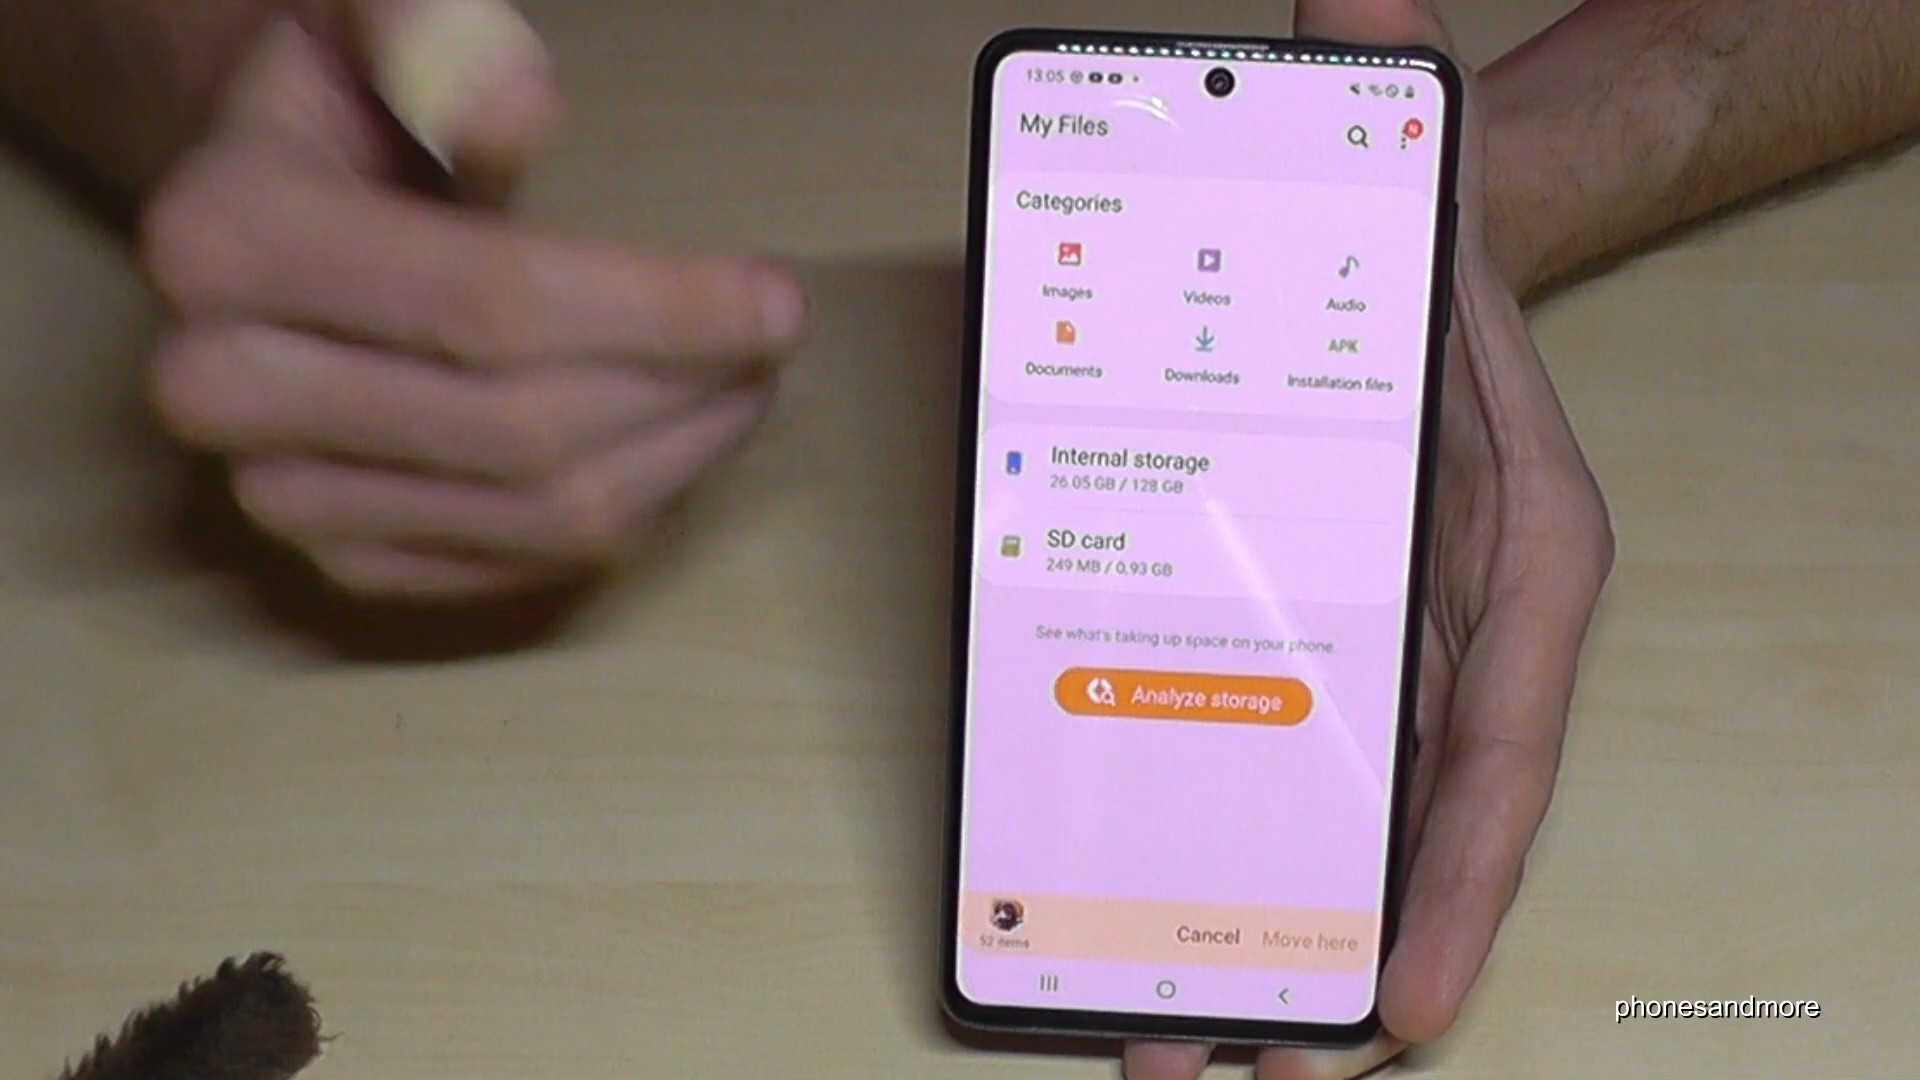 13:05
My Files
N
Categories
Images
Videos
Audio
Documents
Downloads
APK
Installation files
Internal storage
26.05 GB / 128 GB
SD card
249 MB / 0.93 GB
See what's taking up space on your phone.
Analyze storage
52 items
Cancel
Move here
phonesandmore